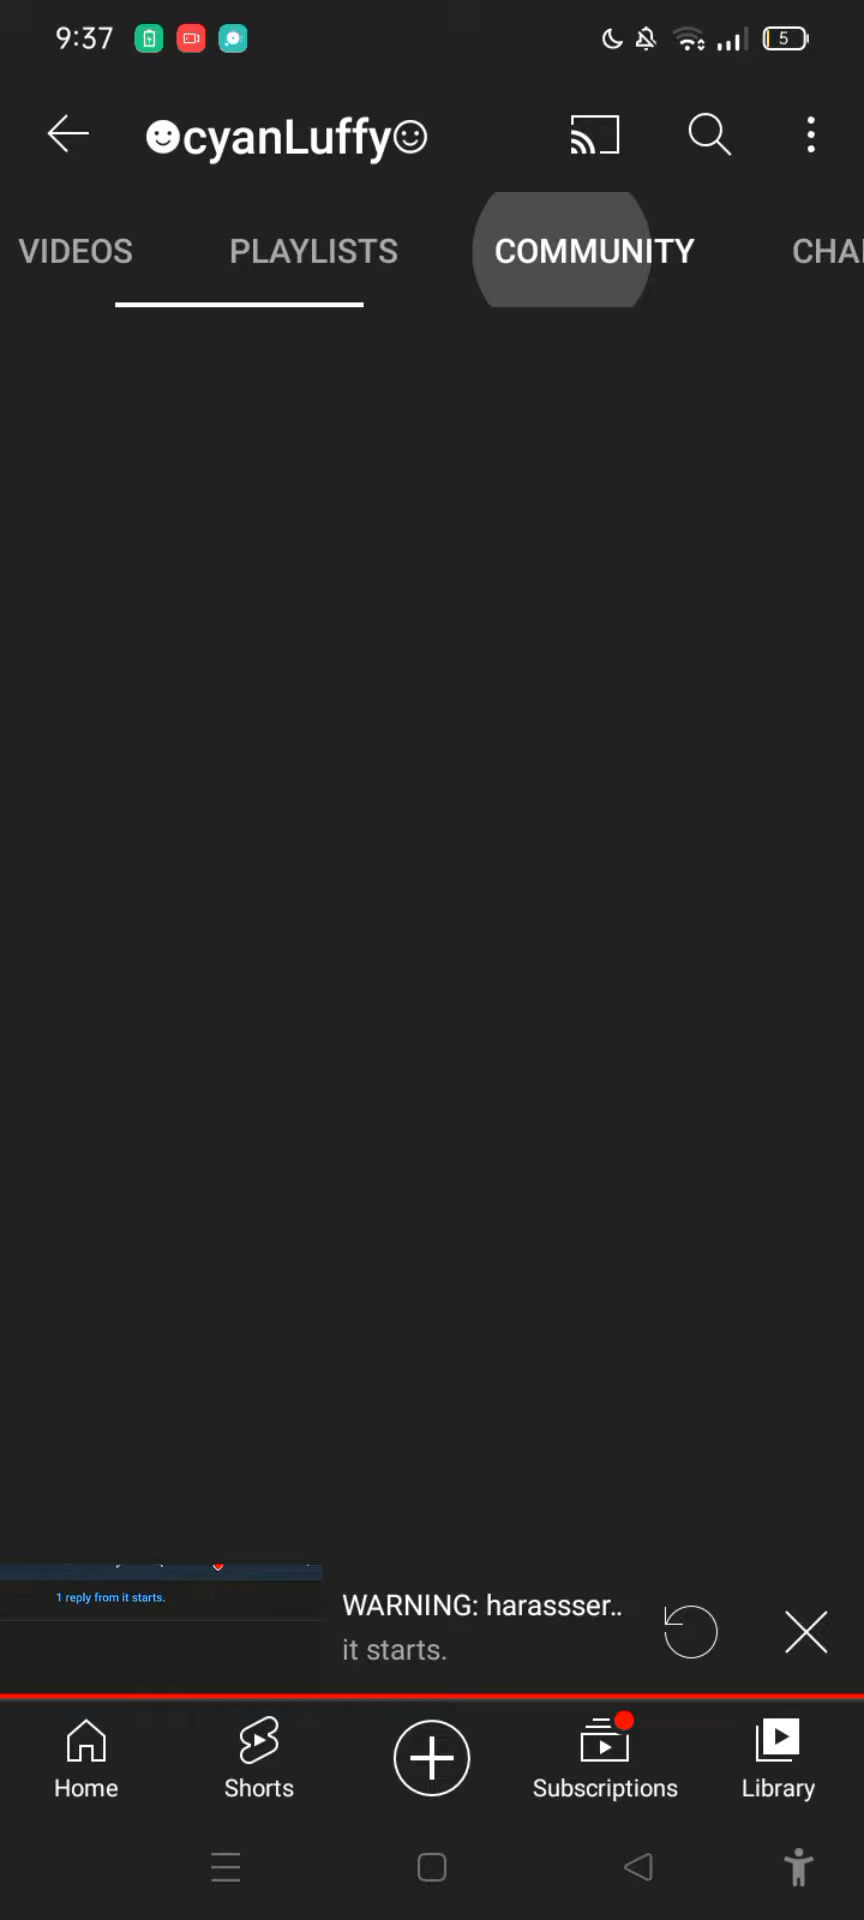 9:37
5
☻cyanLuffy☺
VIDEOS PLAYLISTS COMMUNITY CHA
1 reply from it starts.
WARNING: harassser..
it starts.
Home Shorts Subscriptions Library